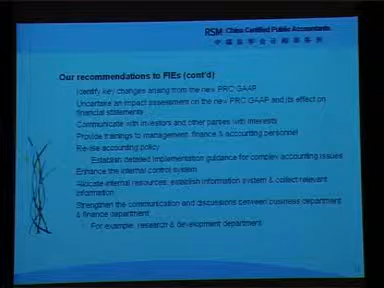 RSM China Certified Public Accountants
Our recommendations to FIEs (cont'd)
Identify key changes arising from the new PRC GAAP
Undertake an impact assessment on the new PRC GAAP and its effect on
financial statements
Communicate with investors and other parties with interests
Provide trainings to management, finance & accounting personnel
Revise accounting policy
Establish detailed implementation guidance for complex accounting issues
Enhance the internal control system
Allocate internal resources, establish information system & collect relevant
information
Strengthen the communication and discussions between business department
& finance department
For example, research & development department